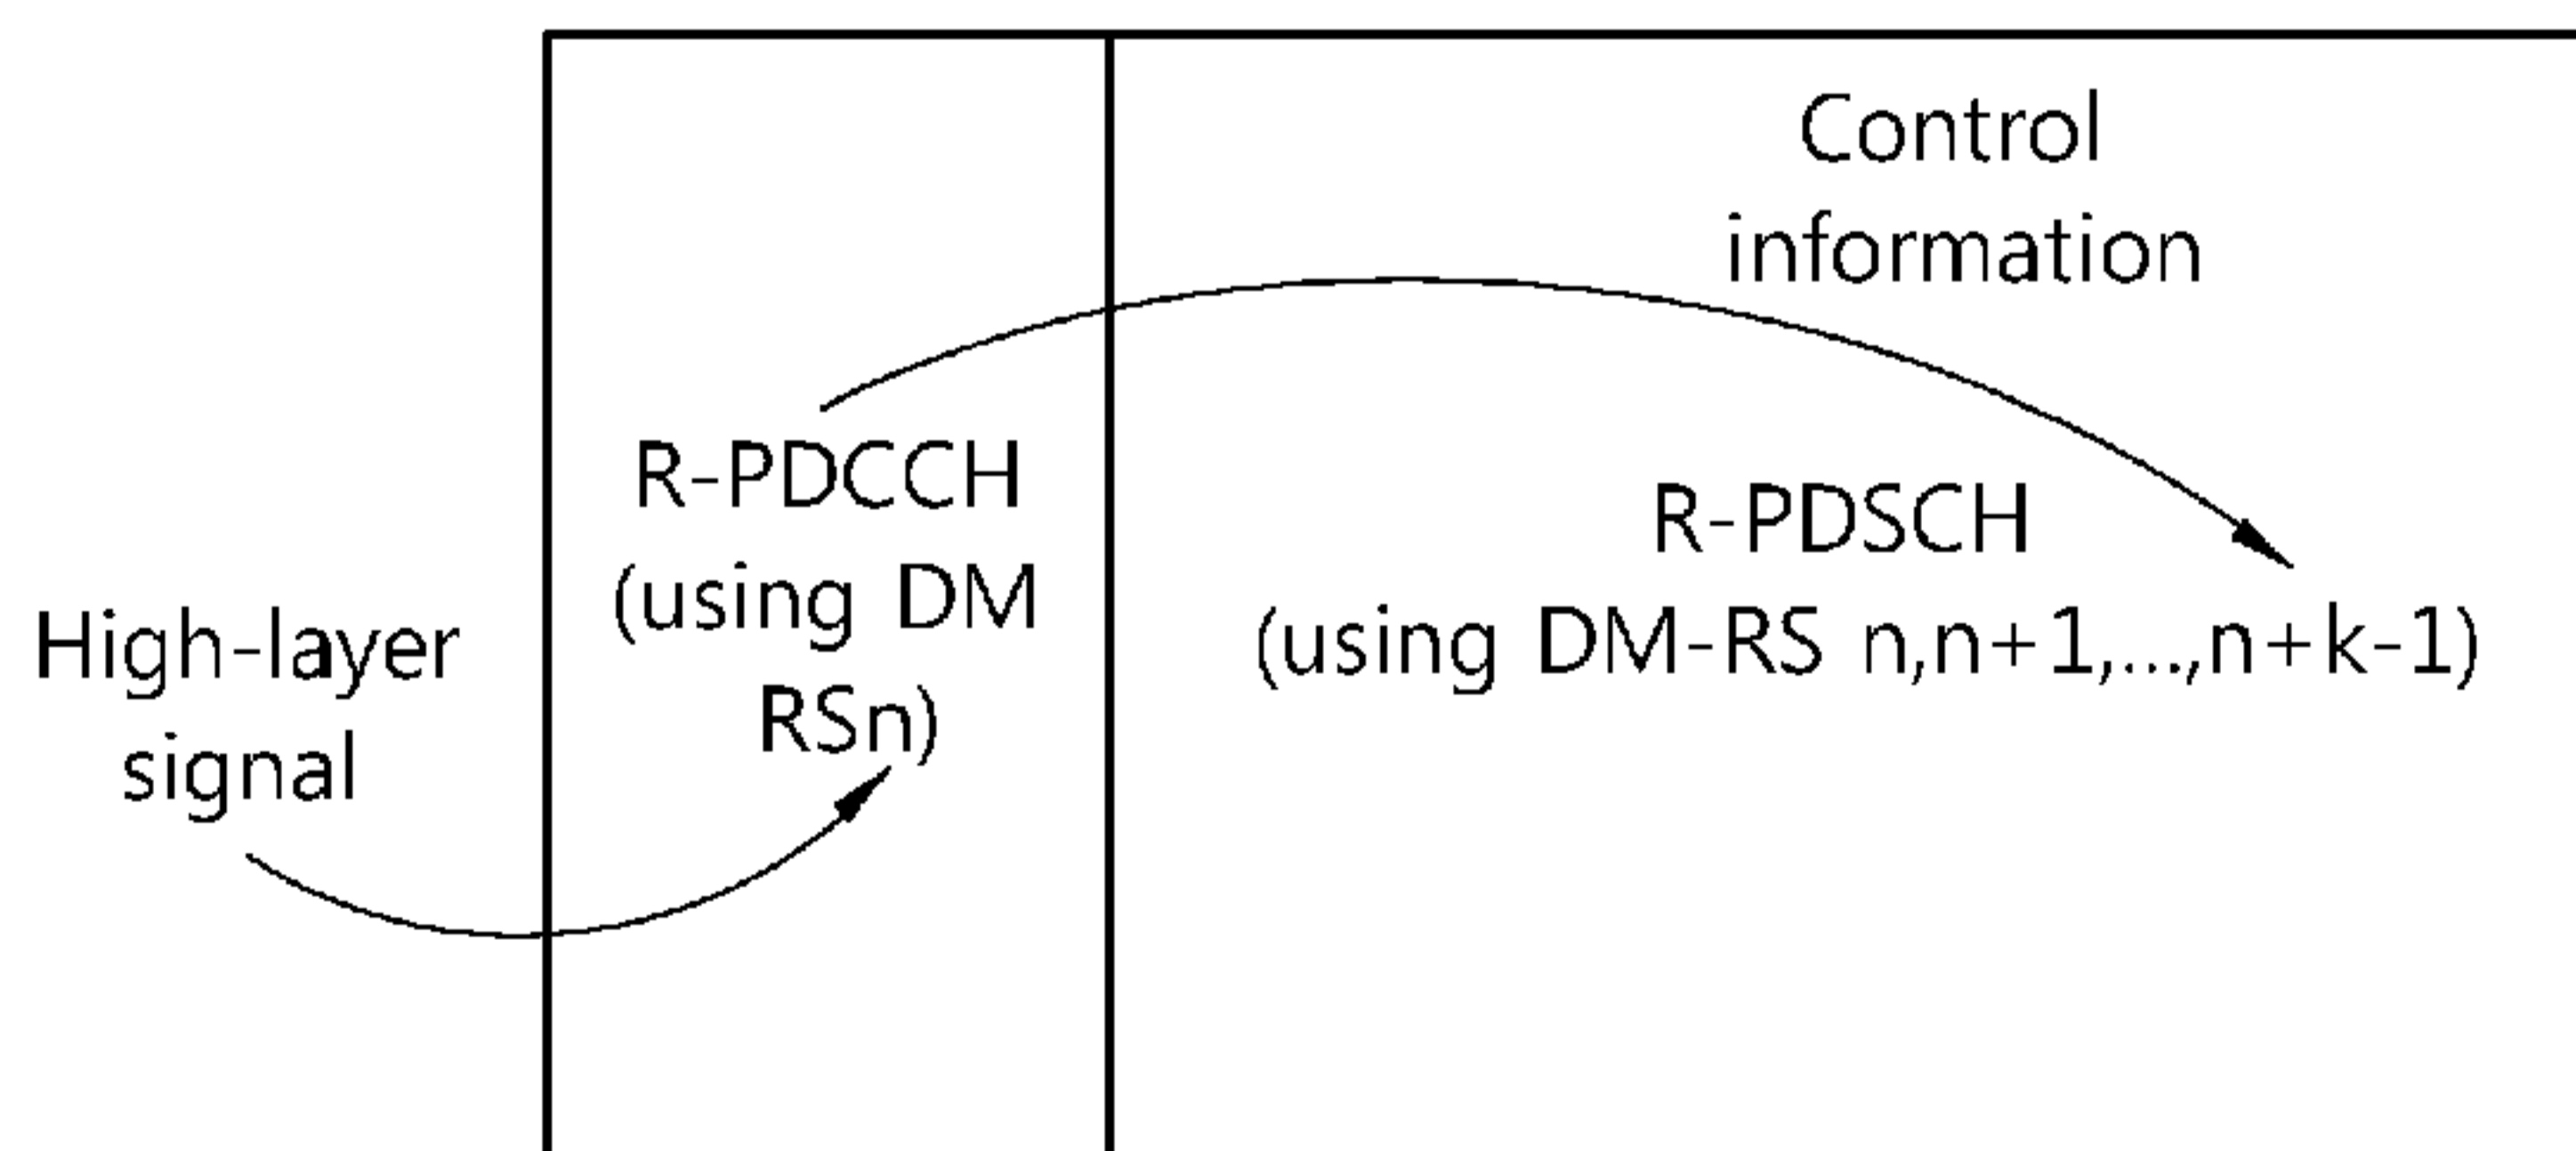 High-layer
signal
R-PDCCH
(using DM
RSn)
Control
information
R-PDSCH
(using DM-RS n,n+1,...,n+k-1)